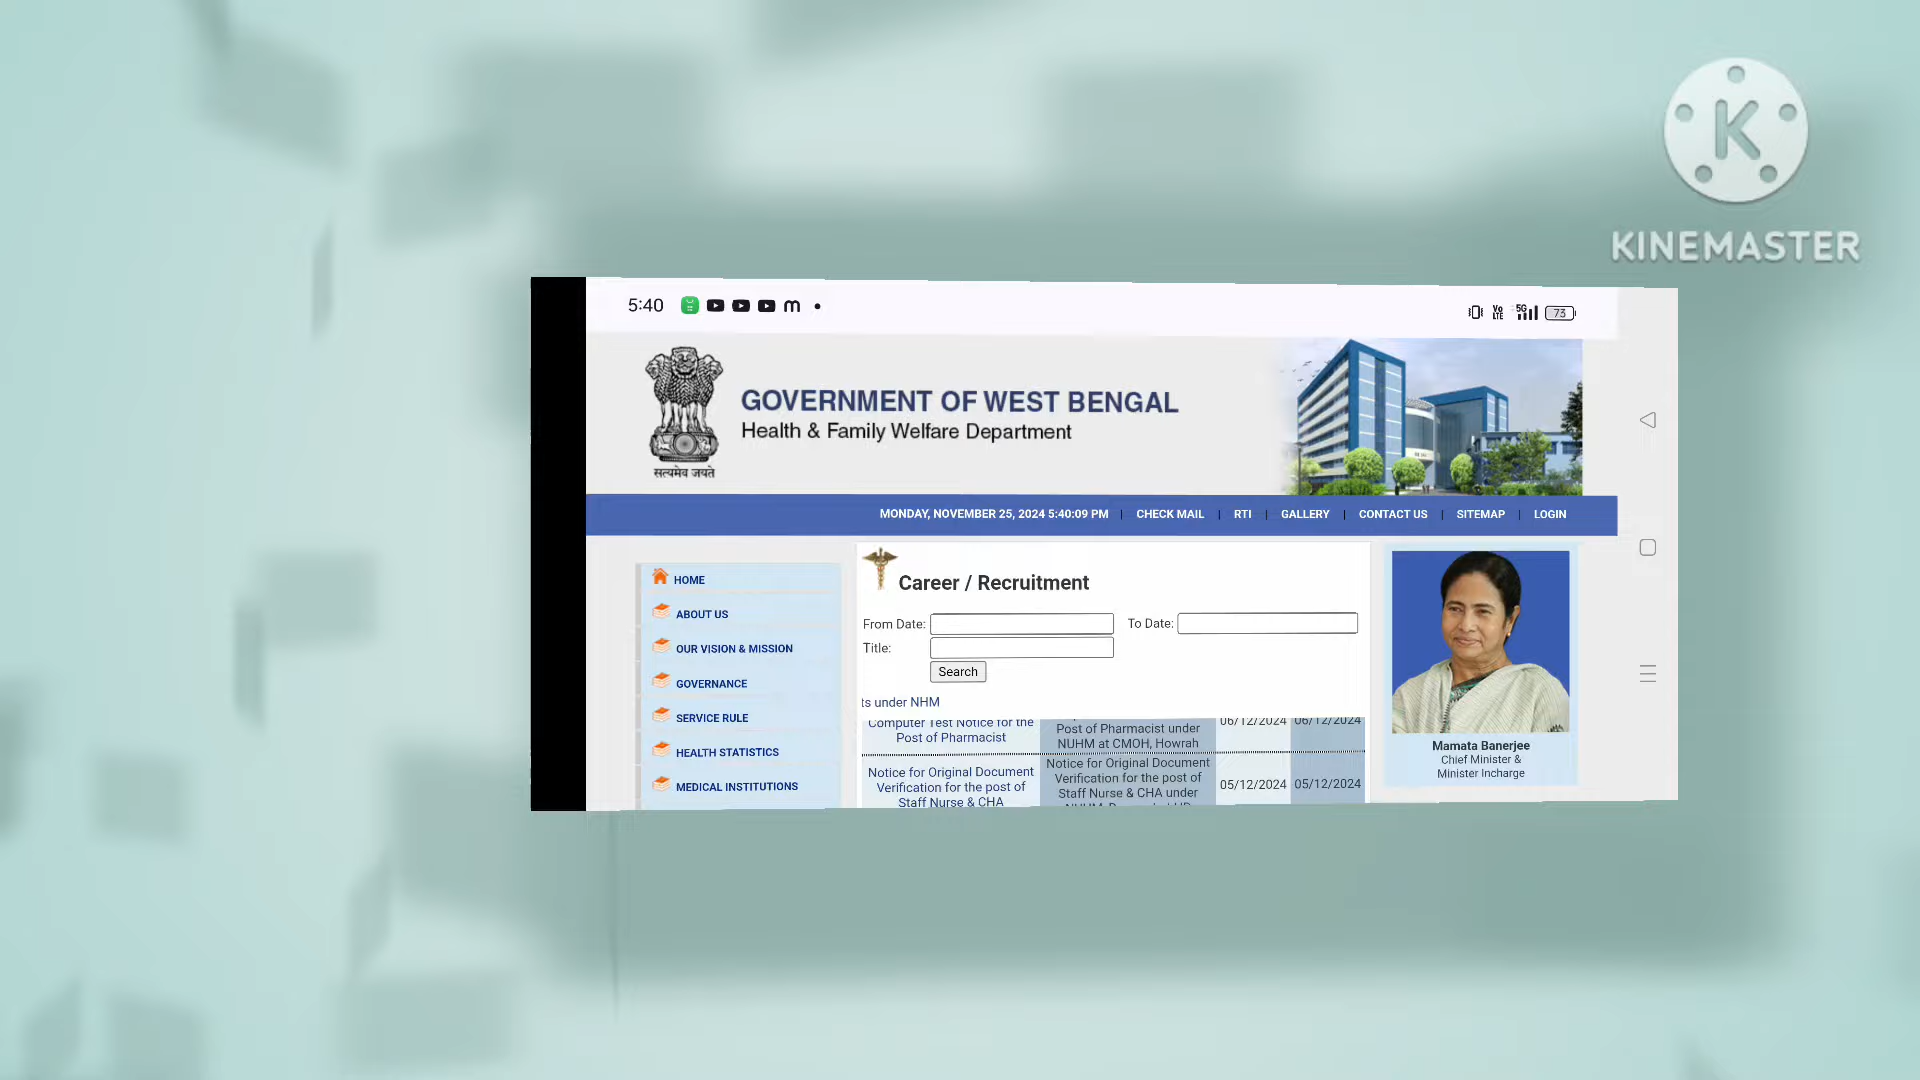 KINEMASTER
5:40
Vo LTE 5G 73
सत्यमेव जयते
GOVERNMENT OF WEST BENGAL
Health & Family Welfare Department
MONDAY, NOVEMBER 25, 2024 5:40:09 PM | CHECK MAIL | RTI | GALLERY | CONTACT US | SITEMAP | LOGIN
HOME
ABOUT US
OUR VISION & MISSION
GOVERNANCE
SERVICE RULE
HEALTH STATISTICS
MEDICAL INSTITUTIONS
Career / Recruitment
From Date:
To Date:
Title:
Search
ts under NHM
Computer Test Notice for the
Post of Pharmacist
Post of Pharmacist under
NUHM at CMOH, Howrah
06/12/2024 06/12/2024
Notice for Original Document
Verification for the post of
Staff Nurse & CHA
Notice for Original Document
Verification for the post of
Staff Nurse & CHA under
05/12/2024 05/12/2024
Mamata Banerjee
Chief Minister &
Minister Incharge